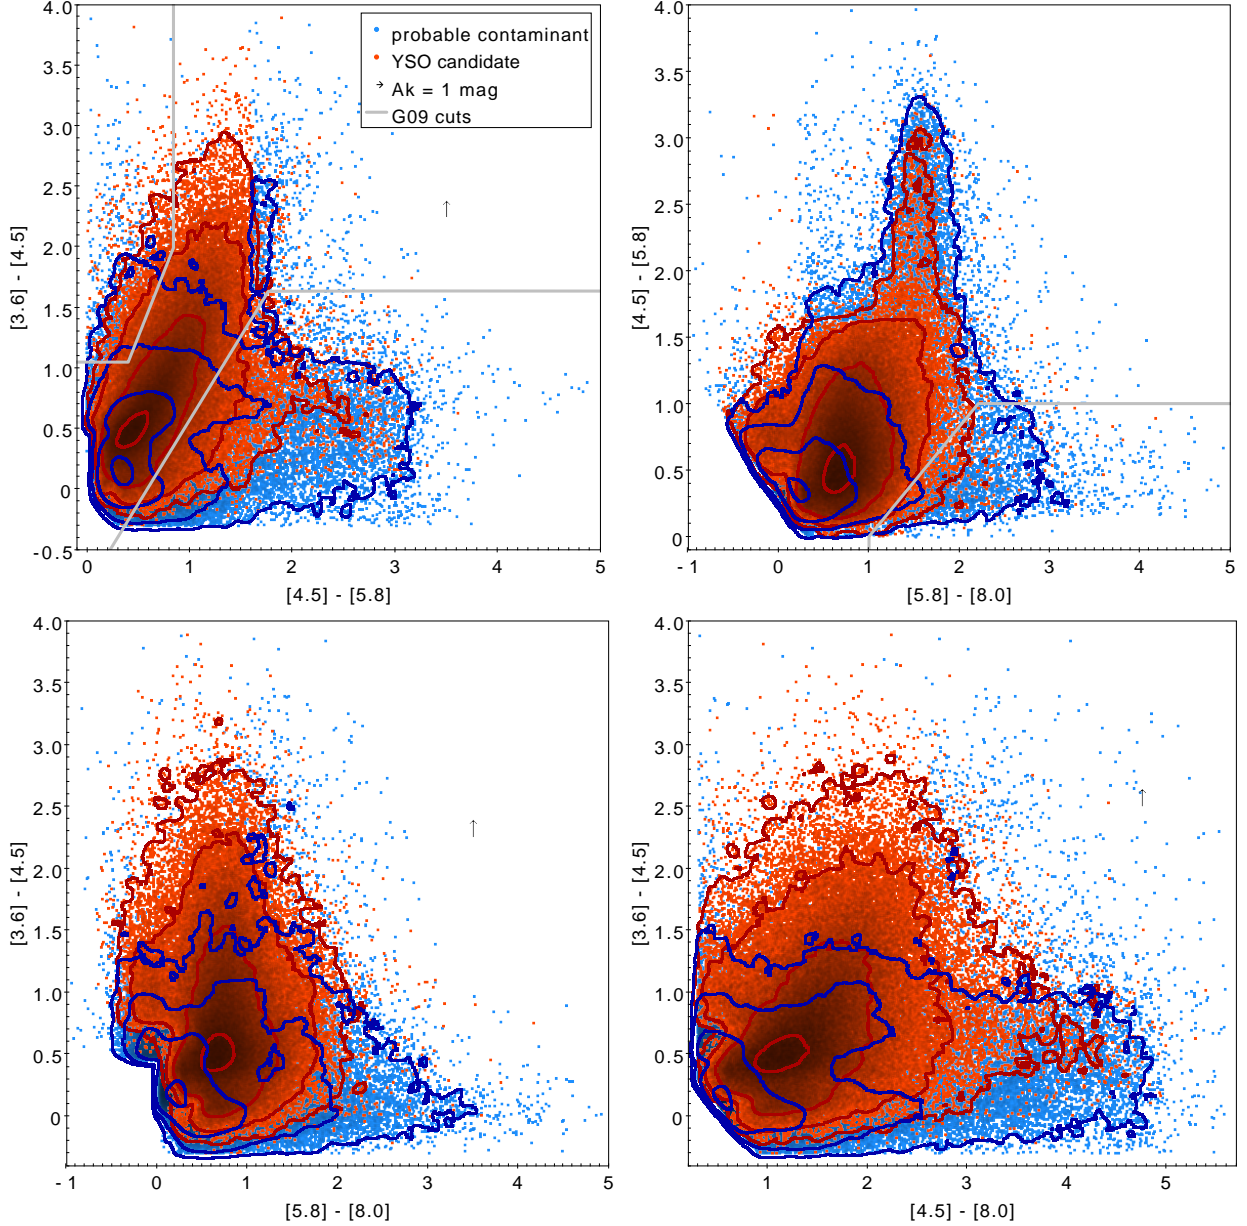 4.0
3.5
3.0
2.5
2.0
1.5
1.0
0.5
0
-0.5
[3.6] - [4.5]
0 1 2 3 4 5
[4.5] - [5.8]
probable contaminant
YSO candidate
Ak = 1 mag
G09 cuts
4.0
3.5
3.0
2.5
2.0
1.5
1.0
0.5
0
[4.5] - [5.8]
-1 0 1 2 3 4 5
[5.8] - [8.0]
4.0
3.5
3.0
2.5
2.0
1.5
1.0
0.5
0
[3.6] - [4.5]
-1 0 1 2 3 4 5
[5.8] - [8.0]
4.0
3.5
3.0
2.5
2.0
1.5
1.0
0.5
0
[3.6] - [4.5]
1 2 3 4 5
[4.5] - [8.0]